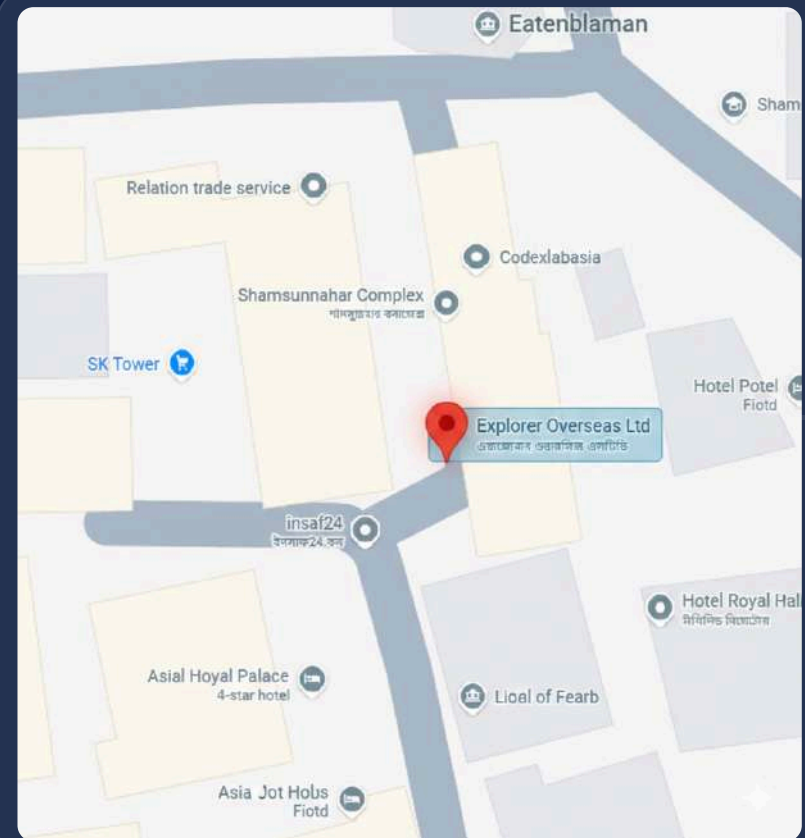 Eatenblaman
Sham
Relation trade service
Codexlabasia
Shamsunnahar Complex
SK Tower
Hotel Potel
Fiotd
Explorer Overseas Ltd
insaf24
Hotel Royal Hal
Asial Hoyal Palace
4-star hotel
Lioal of Fearb
Asia Jot Hobs
Fiotd